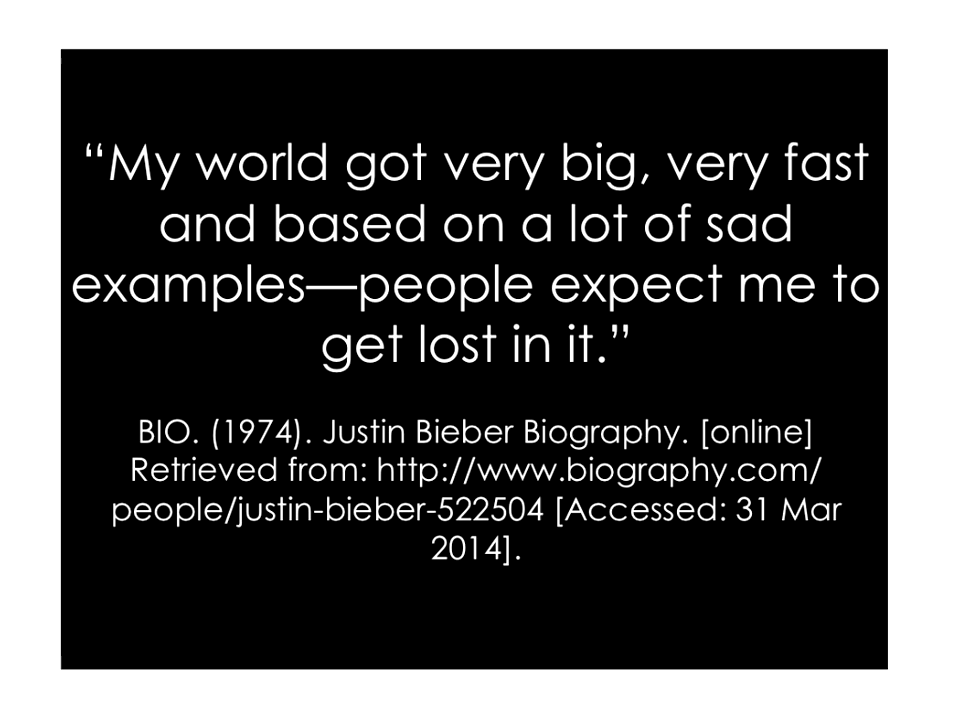 “My world got very big, very fast
and based on a lot of sad
examples—people expect me to
get lost in it.”
BIO. (1974). Justin Bieber Biography. [online]
Retrieved from: http://www.biography.com/
people/justin-bieber-522504 [Accessed: 31 Mar
2014].